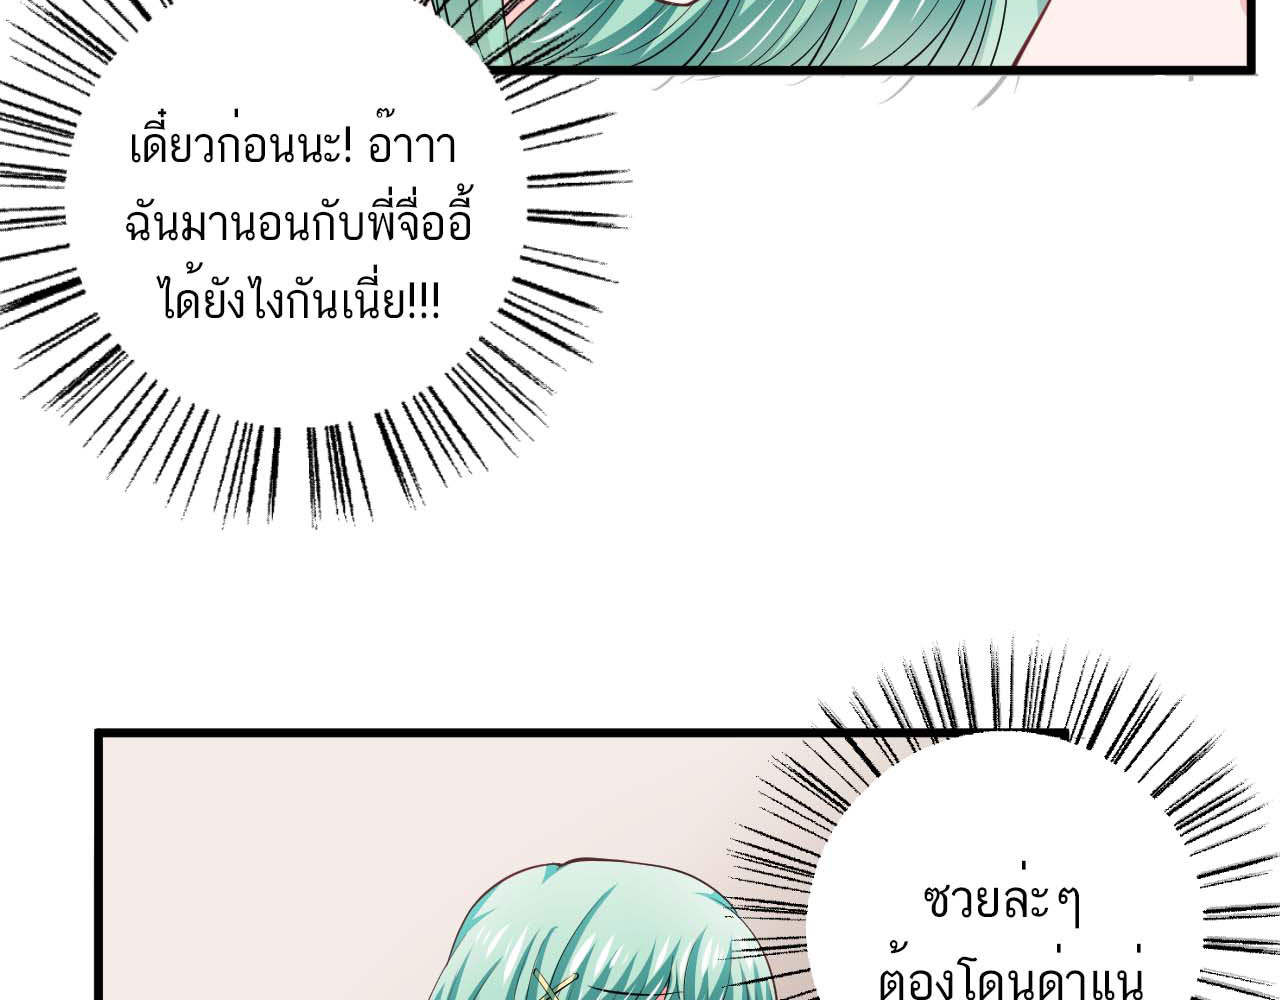 เดี๋ยวก่อนนะ! อ๊าาา
ฉันมานอนกับพี่จื่ออี้
ได้ยังไงกันเนี่ย!!!
ซวยล่ะๆ
ต้องโดนด่าแน่